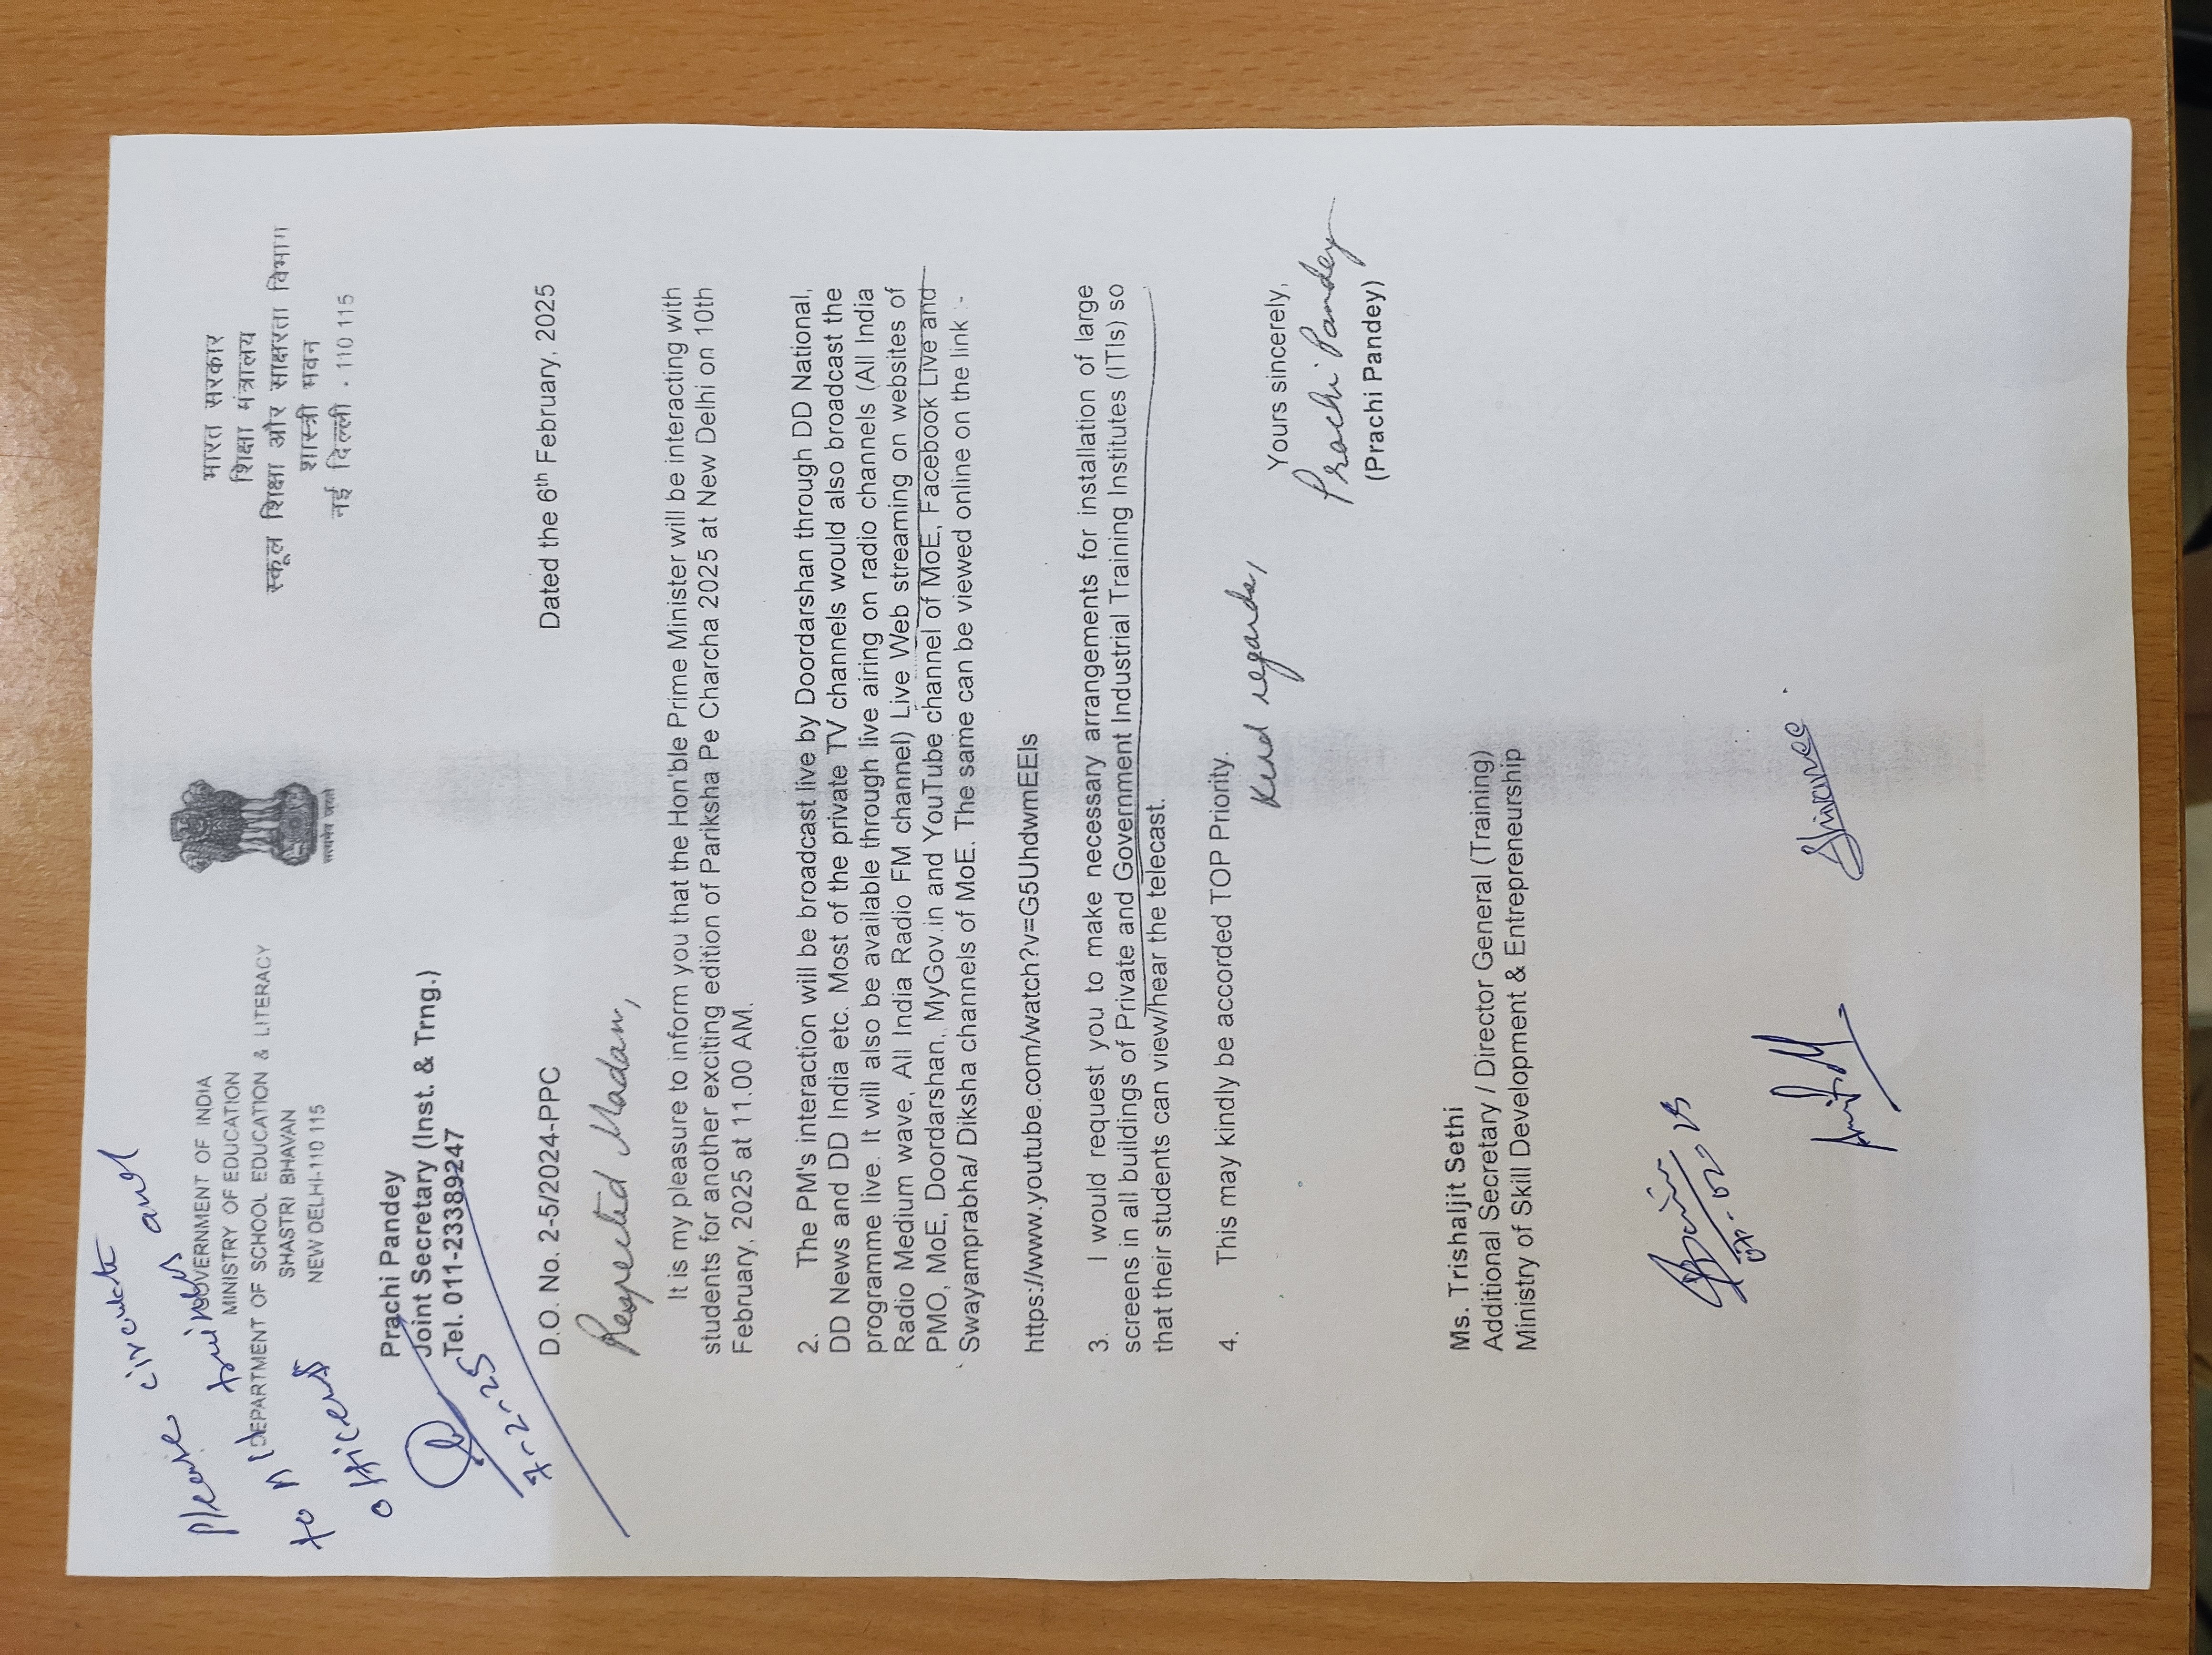 Please circulate
to All trainees and
officers
7-2-25
GOVERNMENT OF INDIA
MINISTRY OF EDUCATION
DEPARTMENT OF SCHOOL EDUCATION & LITERACY
SHASTRI BHAVAN
NEW DELHI-110 115
सत्यमेव जयते
भारत सरकार
शिक्षा मंत्रालय
स्कूल शिक्षा और साक्षरता विभाग
शास्त्री भवन
नई दिल्ली - 110 115
Prachi Pandey
Joint Secretary (Inst. & Trng.)
Tel. 011-23389247
D.O. No. 2-5/2024-PPC
Dated the 6th February, 2025
Respected Madam,
It is my pleasure to inform you that the Hon'ble Prime Minister will be interacting with
students for another exciting edition of Pariksha Pe Charcha 2025 at New Delhi on 10th
February, 2025 at 11.00 AM.
2. The PM's interaction will be broadcast live by Doordarshan through DD National,
DD News and DD India etc. Most of the private TV channels would also broadcast the
programme live. It will also be available through live airing on radio channels (All India
Radio Medium wave, All India Radio FM channel) Live Web streaming on websites of
PMO, MoE, Doordarshan, MyGov.in and YouTube channel of MoE, Facebook Live and
Swayamprabha/ Diksha channels of MoE. The same can be viewed online on the link :-
https://www.youtube.com/watch?v=G5UhdwmEEls
3. I would request you to make necessary arrangements for installation of large
screens in all buildings of Private and Government Industrial Training Institutes (ITIs) so
that their students can view/hear the telecast.
4. This may kindly be accorded TOP Priority.
Kind regards,
Yours sincerely,
Prachi Pandey
(Prachi Pandey)
Ms. Trishaljit Sethi
Additional Secretary / Director General (Training)
Ministry of Skill Development & Entrepreneurship
07-02-25
Shivanee